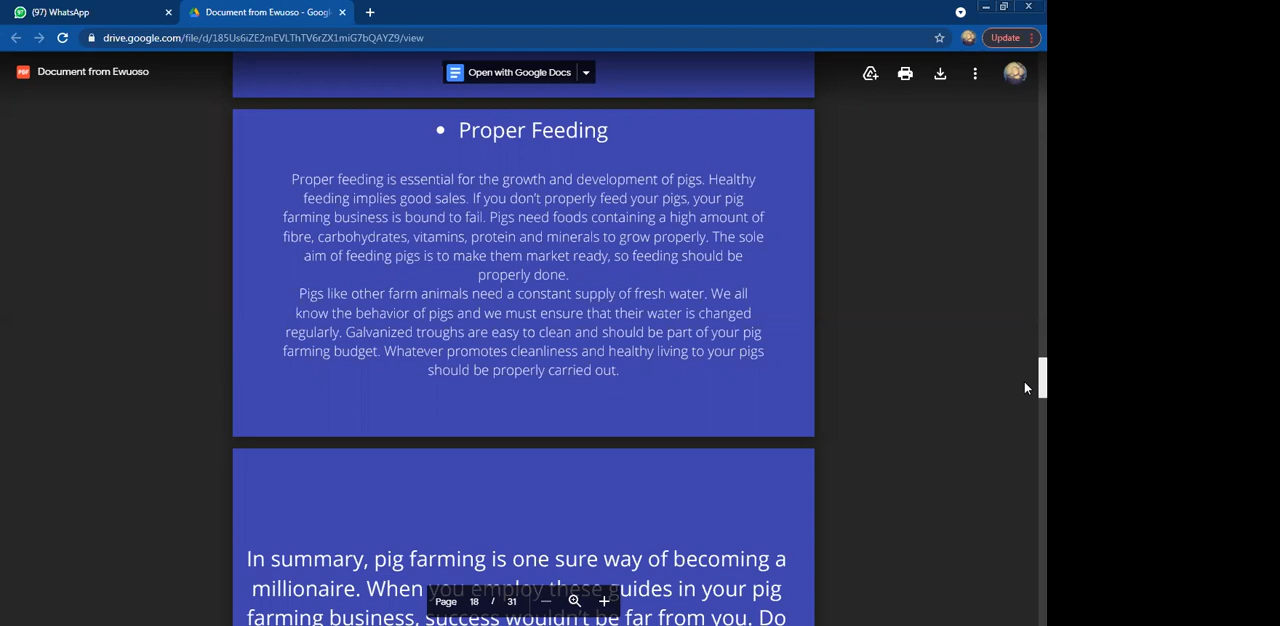 (97) WhatsApp
Document from Ewuoso - Googl
drive.google.com/file/d/185Us6iZE2mEVLThTV6rZX1miG7bQAYZ9/view
Update
PDF
Document from Ewuoso
Open with Google Docs
• Proper Feeding
Proper feeding is essential for the growth and development of pigs. Healthy
feeding implies good sales. If you don't properly feed your pigs, your pig
farming business is bound to fail. Pigs need foods containing a high amount of
fibre, carbohydrates, vitamins, protein and minerals to grow properly. The sole
aim of feeding pigs is to make them market ready, so feeding should be
properly done.
Pigs like other farm animals need a constant supply of fresh water. We all
know the behavior of pigs and we must ensure that their water is changed
regularly. Galvanized troughs are easy to clean and should be part of your pig
farming budget. Whatever promotes cleanliness and healthy living to your pigs
should be properly carried out.
In summary, pig farming is one sure way of becoming a
millionaire. When you employ these guides in your pig
farming business, success wouldn't be far from you. Do
Page 18 / 31